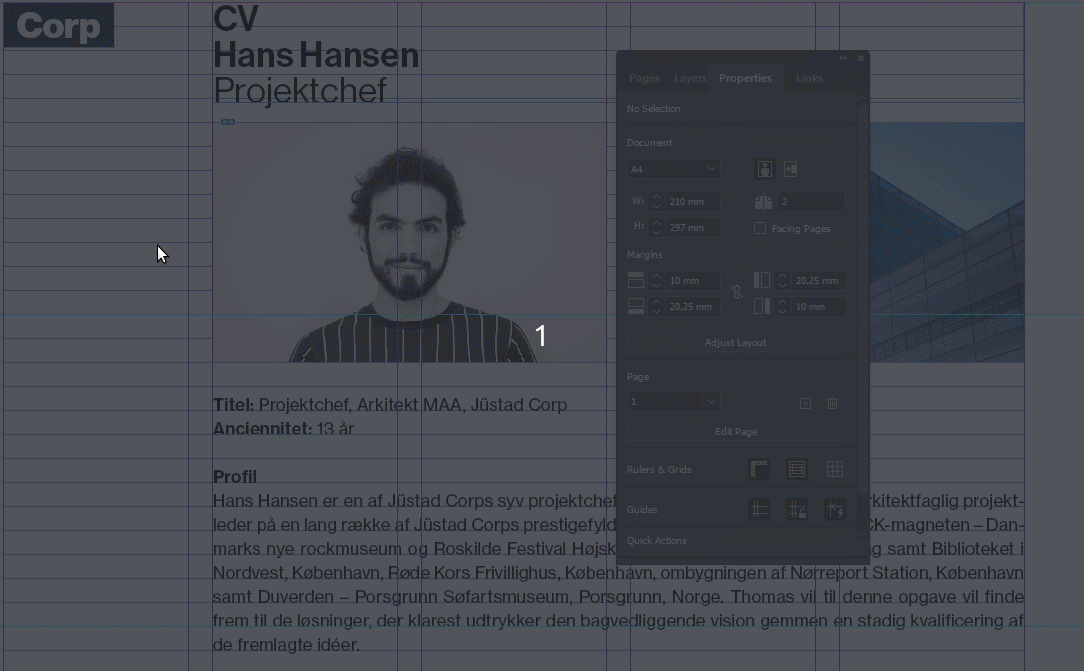 Corp
CV
Hans Hansen
Projektchef
Pages Layers Properties Links
No Selection
Document
A4
W: 210 mm 2
H: 297 mm Facing Pages
Margins
10 mm 20,25 mm
20,25 mm 10 mm
Adjust Layout
1
Page
1
Edit Page
Rulers & Grids
Guides
Quick Actions
Titel: Projektchef, Arkitekt MAA, Jüstad Corp
Anciennitet: 13 år
Profil
Hans Hansen er en af Jüstad Corps syv projektchef rkitektfaglig projekt-
leder på en lang række af Jüstad Corps prestigefyld CK-magneten – Dan-
marks nye rockmuseum og Roskilde Festival Højsk g samt Biblioteket i
Nordvest, København, Røde Kors Frivillighus, København, ombygningen af Nørreport Station, København
samt Duverden – Porsgrunn Søfartsmuseum, Porsgrunn, Norge. Thomas vil til denne opgave vil finde
frem til de løsninger, der klarest udtrykker den bagvedliggende vision gemmen en stadig kvalificering af
de fremlagte idéer.